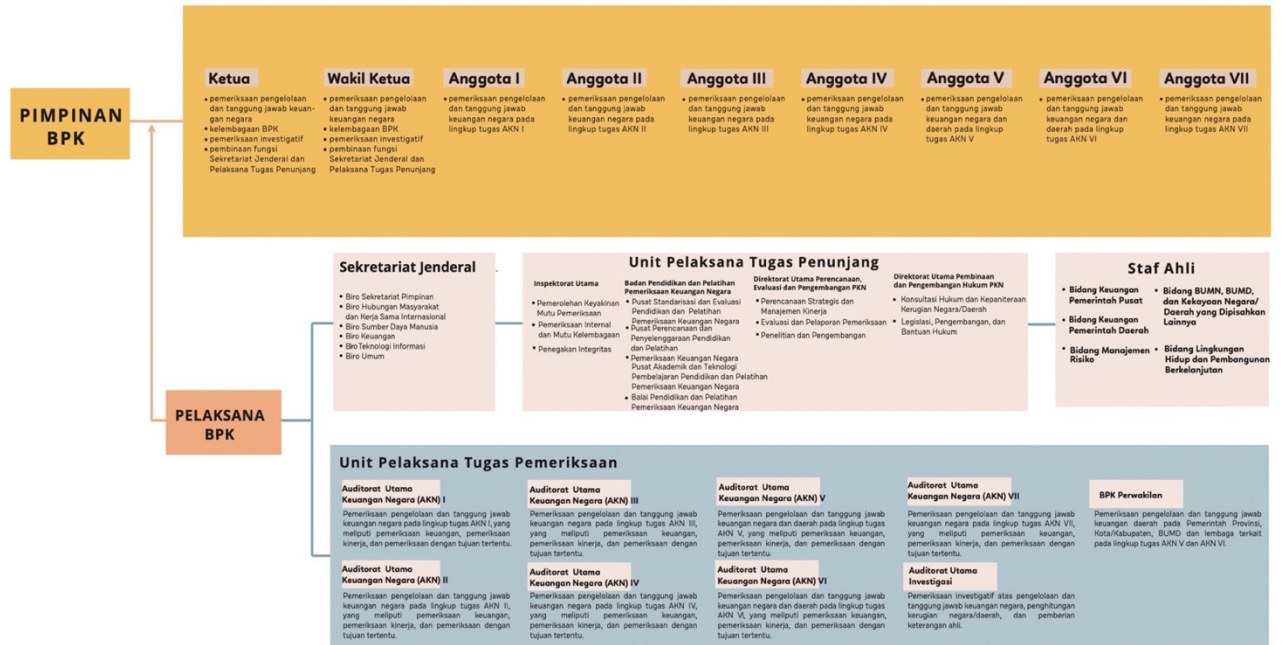 PIMPINAN
BPK
Ketua
• pemeriksaan pengelolaan
dan tanggung jawab keuan-
gan negara
• kelembagaan BPK
• pemeriksaan investigatif
• pembinaan fungsi
Sekretariat Jenderal dan
Pelaksana Tugas Penunjang
Wakil Ketua
• pemeriksaan pengelolaan
dan tanggung jawab
keuangan negara
• kelembagaan BPK
• pemeriksaan investigatif
• pembinaan fungsi
Sekretariat Jenderal dan
Pelaksana Tugas Penunjang
Anggota I
• pemeriksaan pengelolaan
dan tanggung jawab
keuangan negara pada
lingkup tugas AKN I
Anggota II
• pemeriksaan pengelolaan
dan tanggung jawab
keuangan negara pada
lingkup tugas AKN II
Anggota III
• pemeriksaan pengelolaan
dan tanggung jawab
keuangan negara pada
lingkup tugas AKN III
Anggota IV
• pemeriksaan pengelolaan
dan tanggung jawab
keuangan negara pada
lingkup tugas AKN IV
Anggota V
• pemeriksaan pengelolaan
dan tanggung jawab
keuangan negara dan
daerah pada lingkup
tugas AKN V
Anggota VI
• pemeriksaan pengelolaan
dan tanggung jawab
keuangan negara dan
daerah pada lingkup
tugas AKN VI
Anggota VII
• pemeriksaan pengelolaan
dan tanggung jawab
keuangan negara pada
lingkup tugas AKN VII
PELAKSANA
BPK
Sekretariat Jenderal
• Biro Sekretariat Pimpinan
• Biro Hubungan Masyarakat
dan Kerja Sama Internasional
• Biro Sumber Daya Manusia
• Biro Keuangan
• BiroTeknologi Informasi
• Biro Umum
Unit Pelaksana Tugas Penunjang
Inspektorat Utama
• Pemerolehan Keyakinan
Mutu Pemeriksaan
• Pemeriksaan Internal
dan Mutu Kelembagaan
• Penegakan Integritas
Badan Pendidikan dan Pelatihan
Pemeriksaan Keuangan Negara
• Pusat Standarisasi dan Evaluasi
Pendidikan dan Pelatihan
Pemeriksaan Keuangan Negara
• Pusat Perencanaan dan
Penyelenggaraan Pendidikan
dan Pelatihan
• Pemeriksaan Keuangan Negara
Pusat Akademik dan Teknologi
Pembelajaran Pendidikan dan Pelatihan
Pemeriksaan Keuangan Negara
• Balai Pendidikan dan Pelatihan
Pemeriksaan Keuangan Negara
Direktorat Utama Perencanaan,
Evaluasi dan Pengembangan PKN
• Perencanaan Strategis dan
Manajemen Kinerja
• Evaluasi dan Pelaporan Pemeriksaan
• Penelitian dan Pengembangan
Direktorat Utama Pembinaan
dan Pengembangan Hukum PKN
• Konsultasi Hukum dan Kepaniteraan
Kerugian Negara/Daerah
• Legislasi, Pengembangan, dan
Bantuan Hukum
Staf Ahli
• Bidang Keuangan
Pemerintah Pusat
• Bidang Keuangan
Pemerintah Daerah
• Bidang Manajemen
Risiko
• Bidang BUMN, BUMD,
dan Kekayaan Negara/
Daerah yang Dipisahkan
Lainnya
• Bidang Lingkungan
Hidup dan Pembangunan
Berkelanjutan
Unit Pelaksana Tugas Pemeriksaan
Auditorat Utama
Keuangan Negara (AKN) I
Pemeriksaan pengelolaan dan tanggung jawab
keuangan negara pada lingkup tugas AKN I, yang
meliputi pemeriksaan keuangan, pemeriksaan
kinerja, dan pemeriksaan dengan tujuan tertentu.
Auditorat Utama
Keuangan Negara (AKN) III
Pemeriksaan pengelolaan dan tanggung jawab
keuangan negara pada lingkup tugas AKN III,
yang meliputi pemeriksaan keuangan,
pemeriksaan kinerja, dan pemeriksaan dengan
tujuan tertentu.
Auditorat Utama
Keuangan Negara (AKN) V
Pemeriksaan pengelolaan dan tanggung jawab
keuangan negara dan daerah pada lingkup tugas
AKN V, yang meliputi pemeriksaan keuangan,
pemeriksaan kinerja, dan pemeriksaan dengan
tujuan tertentu.
Auditorat Utama
Keuangan Negara (AKN) VII
Pemeriksaan pengelolaan dan tanggung jawab
keuangan negara pada lingkup tugas AKN VII,
yang meliputi pemeriksaan keuangan,
pemeriksaan kinerja, dan pemeriksaan dengan
tujuan tertentu.
BPK Perwakilan
Pemeriksaan pengelolaan dan tanggung jawab
keuangan daerah pada Pemerintah Provinsi,
Kota/Kabupaten, BUMD dan lembaga terkait
pada lingkup tugas AKN V dan AKN VI.
Auditorat Utama
Keuangan Negara (AKN) II
Pemeriksaan pengelolaan dan tanggung jawab
keuangan negara pada lingkup tugas AKN II,
yang meliputi pemeriksaan keuangan,
pemeriksaan kinerja, dan pemeriksaan dengan
tujuan tertentu.
Auditorat Utama
Keuangan Negara (AKN) IV
Pemeriksaan pengelolaan dan tanggung jawab
keuangan negara pada lingkup tugas AKN IV,
yang meliputi pemeriksaan keuangan,
pemeriksaan kinerja, dan pemeriksaan dengan
tujuan tertentu.
Auditorat Utama
Keuangan Negara (AKN) VI
Pemeriksaan pengelolaan dan tanggung jawab
keuangan negara dan daerah pada lingkup tugas
AKN VI, yang meliputi pemeriksaan keuangan,
pemeriksaan kinerja, dan pemeriksaan dengan
tujuan tertentu.
Auditorat Utama
Investigasi
Pemeriksaan investigatif atas pengelolaan dan
tanggung jawab keuangan negara, penghitungan
kerugian negara/daerah, dan pemberian
keterangan ahli.